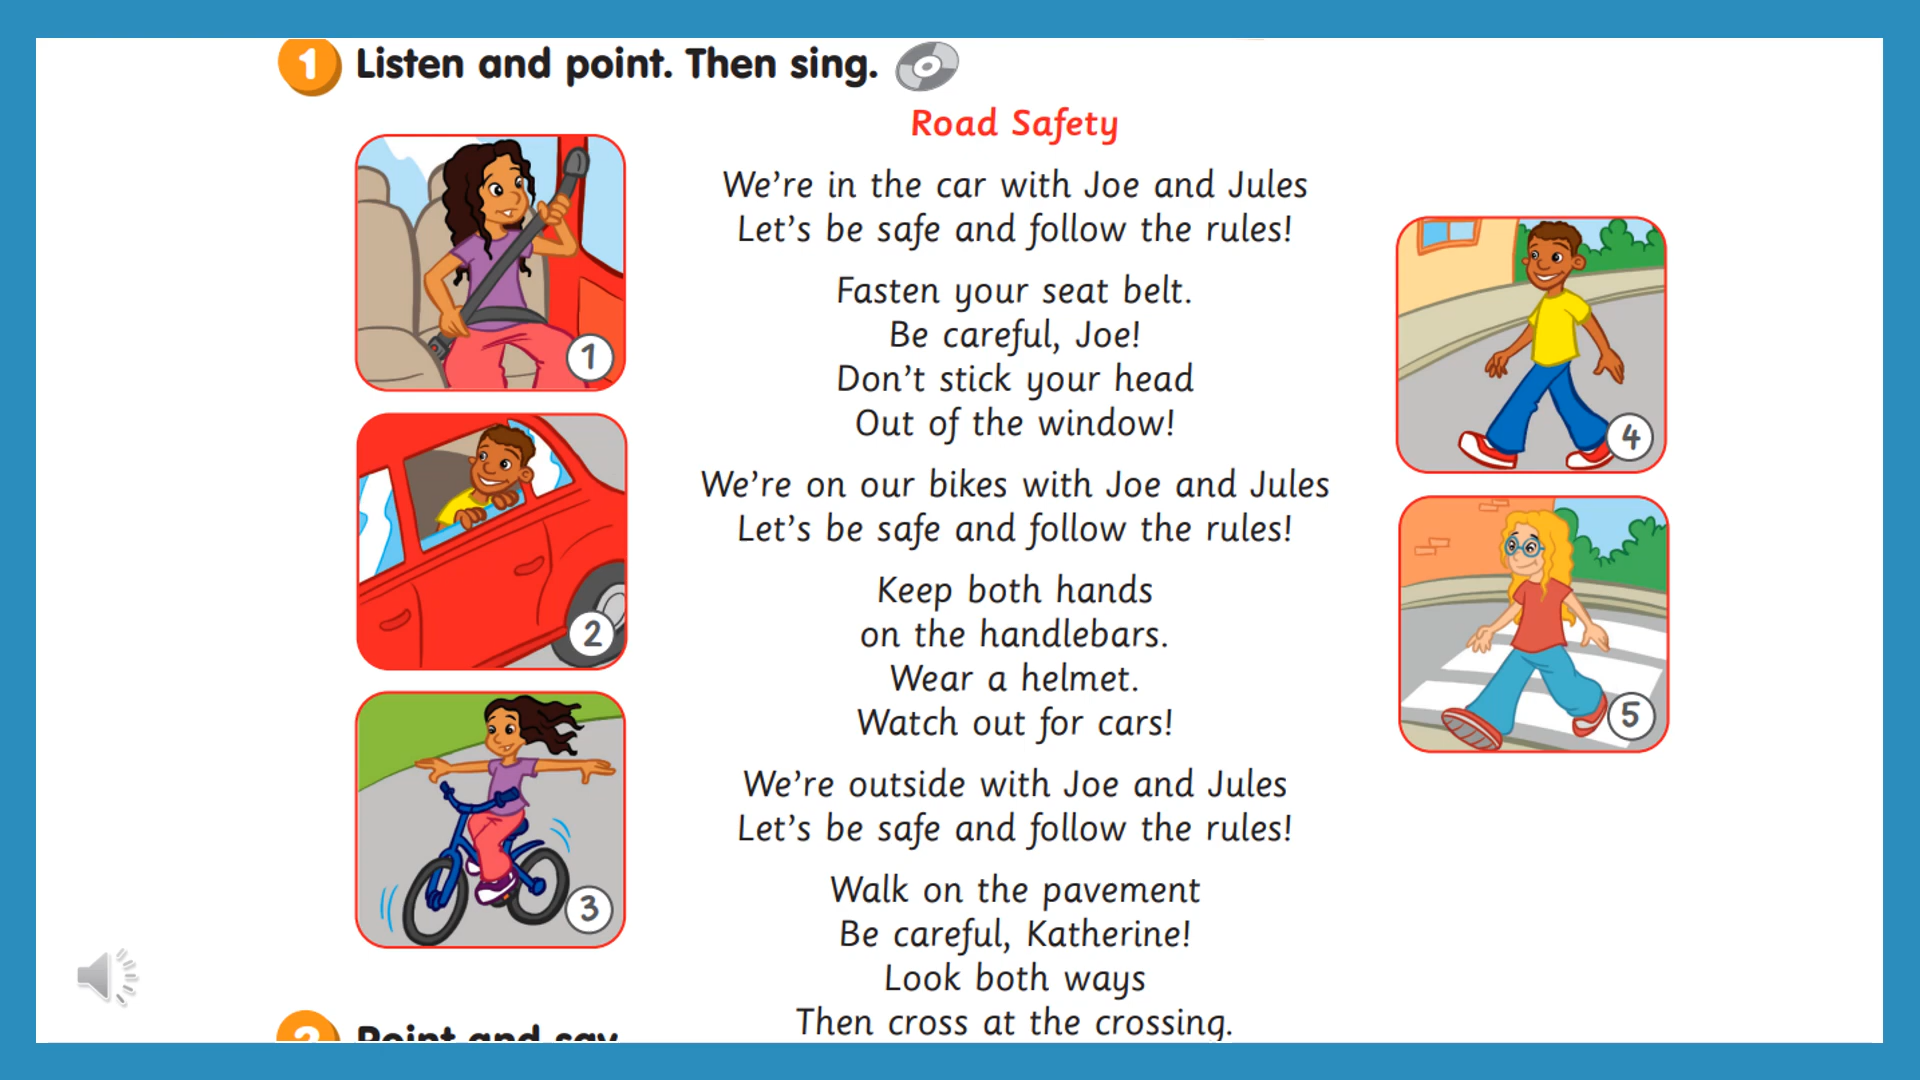 1 Listen and point. Then sing.
Road Safety
We're in the car with Joe and Jules
Let's be safe and follow the rules!
Fasten your seat belt.
Be careful, Joe!
Don't stick your head
Out of the window!
We're on our bikes with Joe and Jules
Let's be safe and follow the rules!
Keep both hands
on the handlebars.
Wear a helmet.
Watch out for cars!
We're outside with Joe and Jules
Let's be safe and follow the rules!
Walk on the pavement
Be careful, Katherine!
Look both ways
Then cross at the crossing.
1
2
3
4
5
2 Point and say